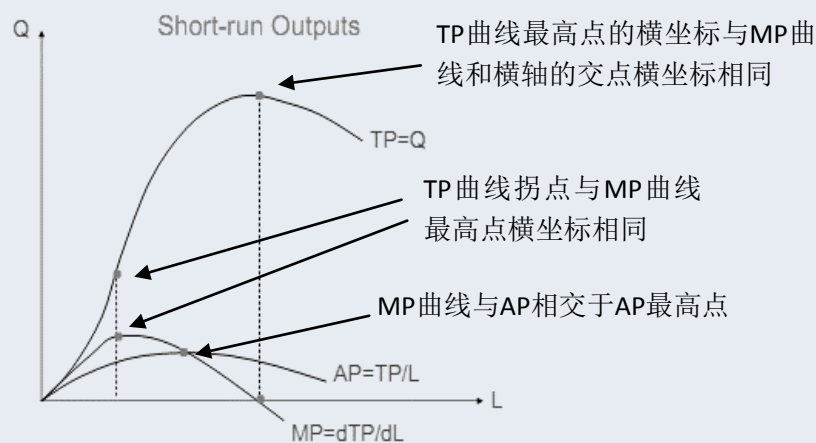 Q
Short-run Outputs
TP曲线最高点的横坐标与MP曲
线和横轴的交点横坐标相同
TP=Q
TP曲线拐点与MP曲线
最高点横坐标相同
MP曲线与AP相交于AP最高点
AP=TP/L
L
MP=dTP/dL